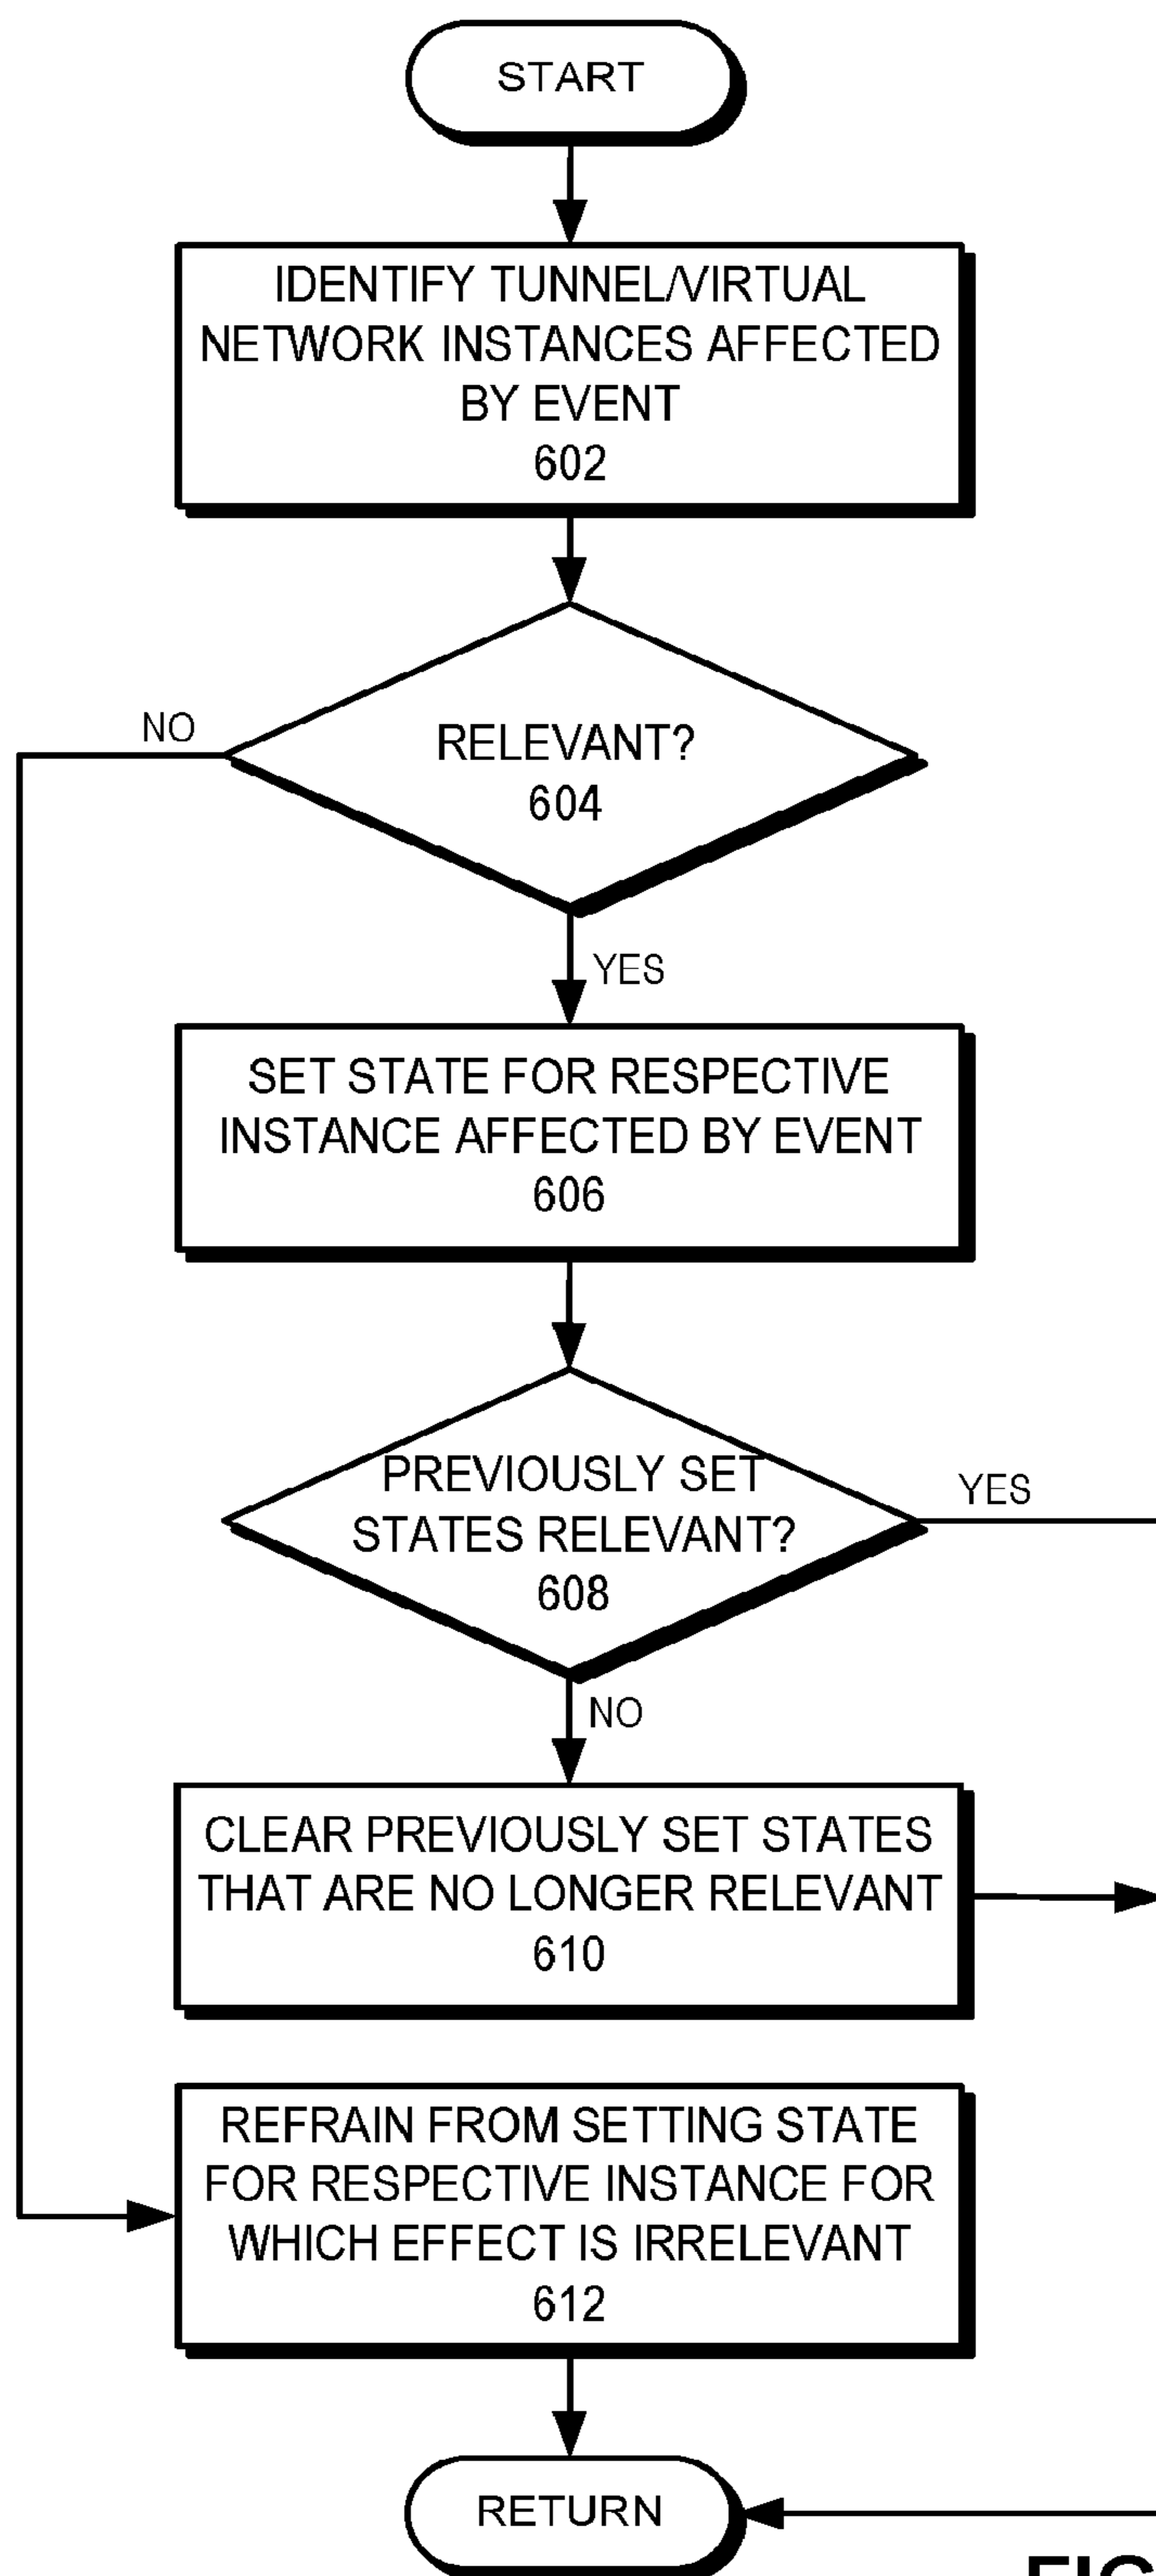 START
IDENTIFY TUNNEL/VIRTUAL
NETWORK INSTANCES AFFECTED
BY EVENT
602
NO
RELEVANT?
604
YES
SET STATE FOR RESPECTIVE
INSTANCE AFFECTED BY EVENT
606
PREVIOUSLY SET
STATES RELEVANT?
608
YES
NO
CLEAR PREVIOUSLY SET STATES
THAT ARE NO LONGER RELEVANT
610
REFRAIN FROM SETTING STATE
FOR RESPECTIVE INSTANCE FOR
WHICH EFFECT IS IRRELEVANT
612
RETURN